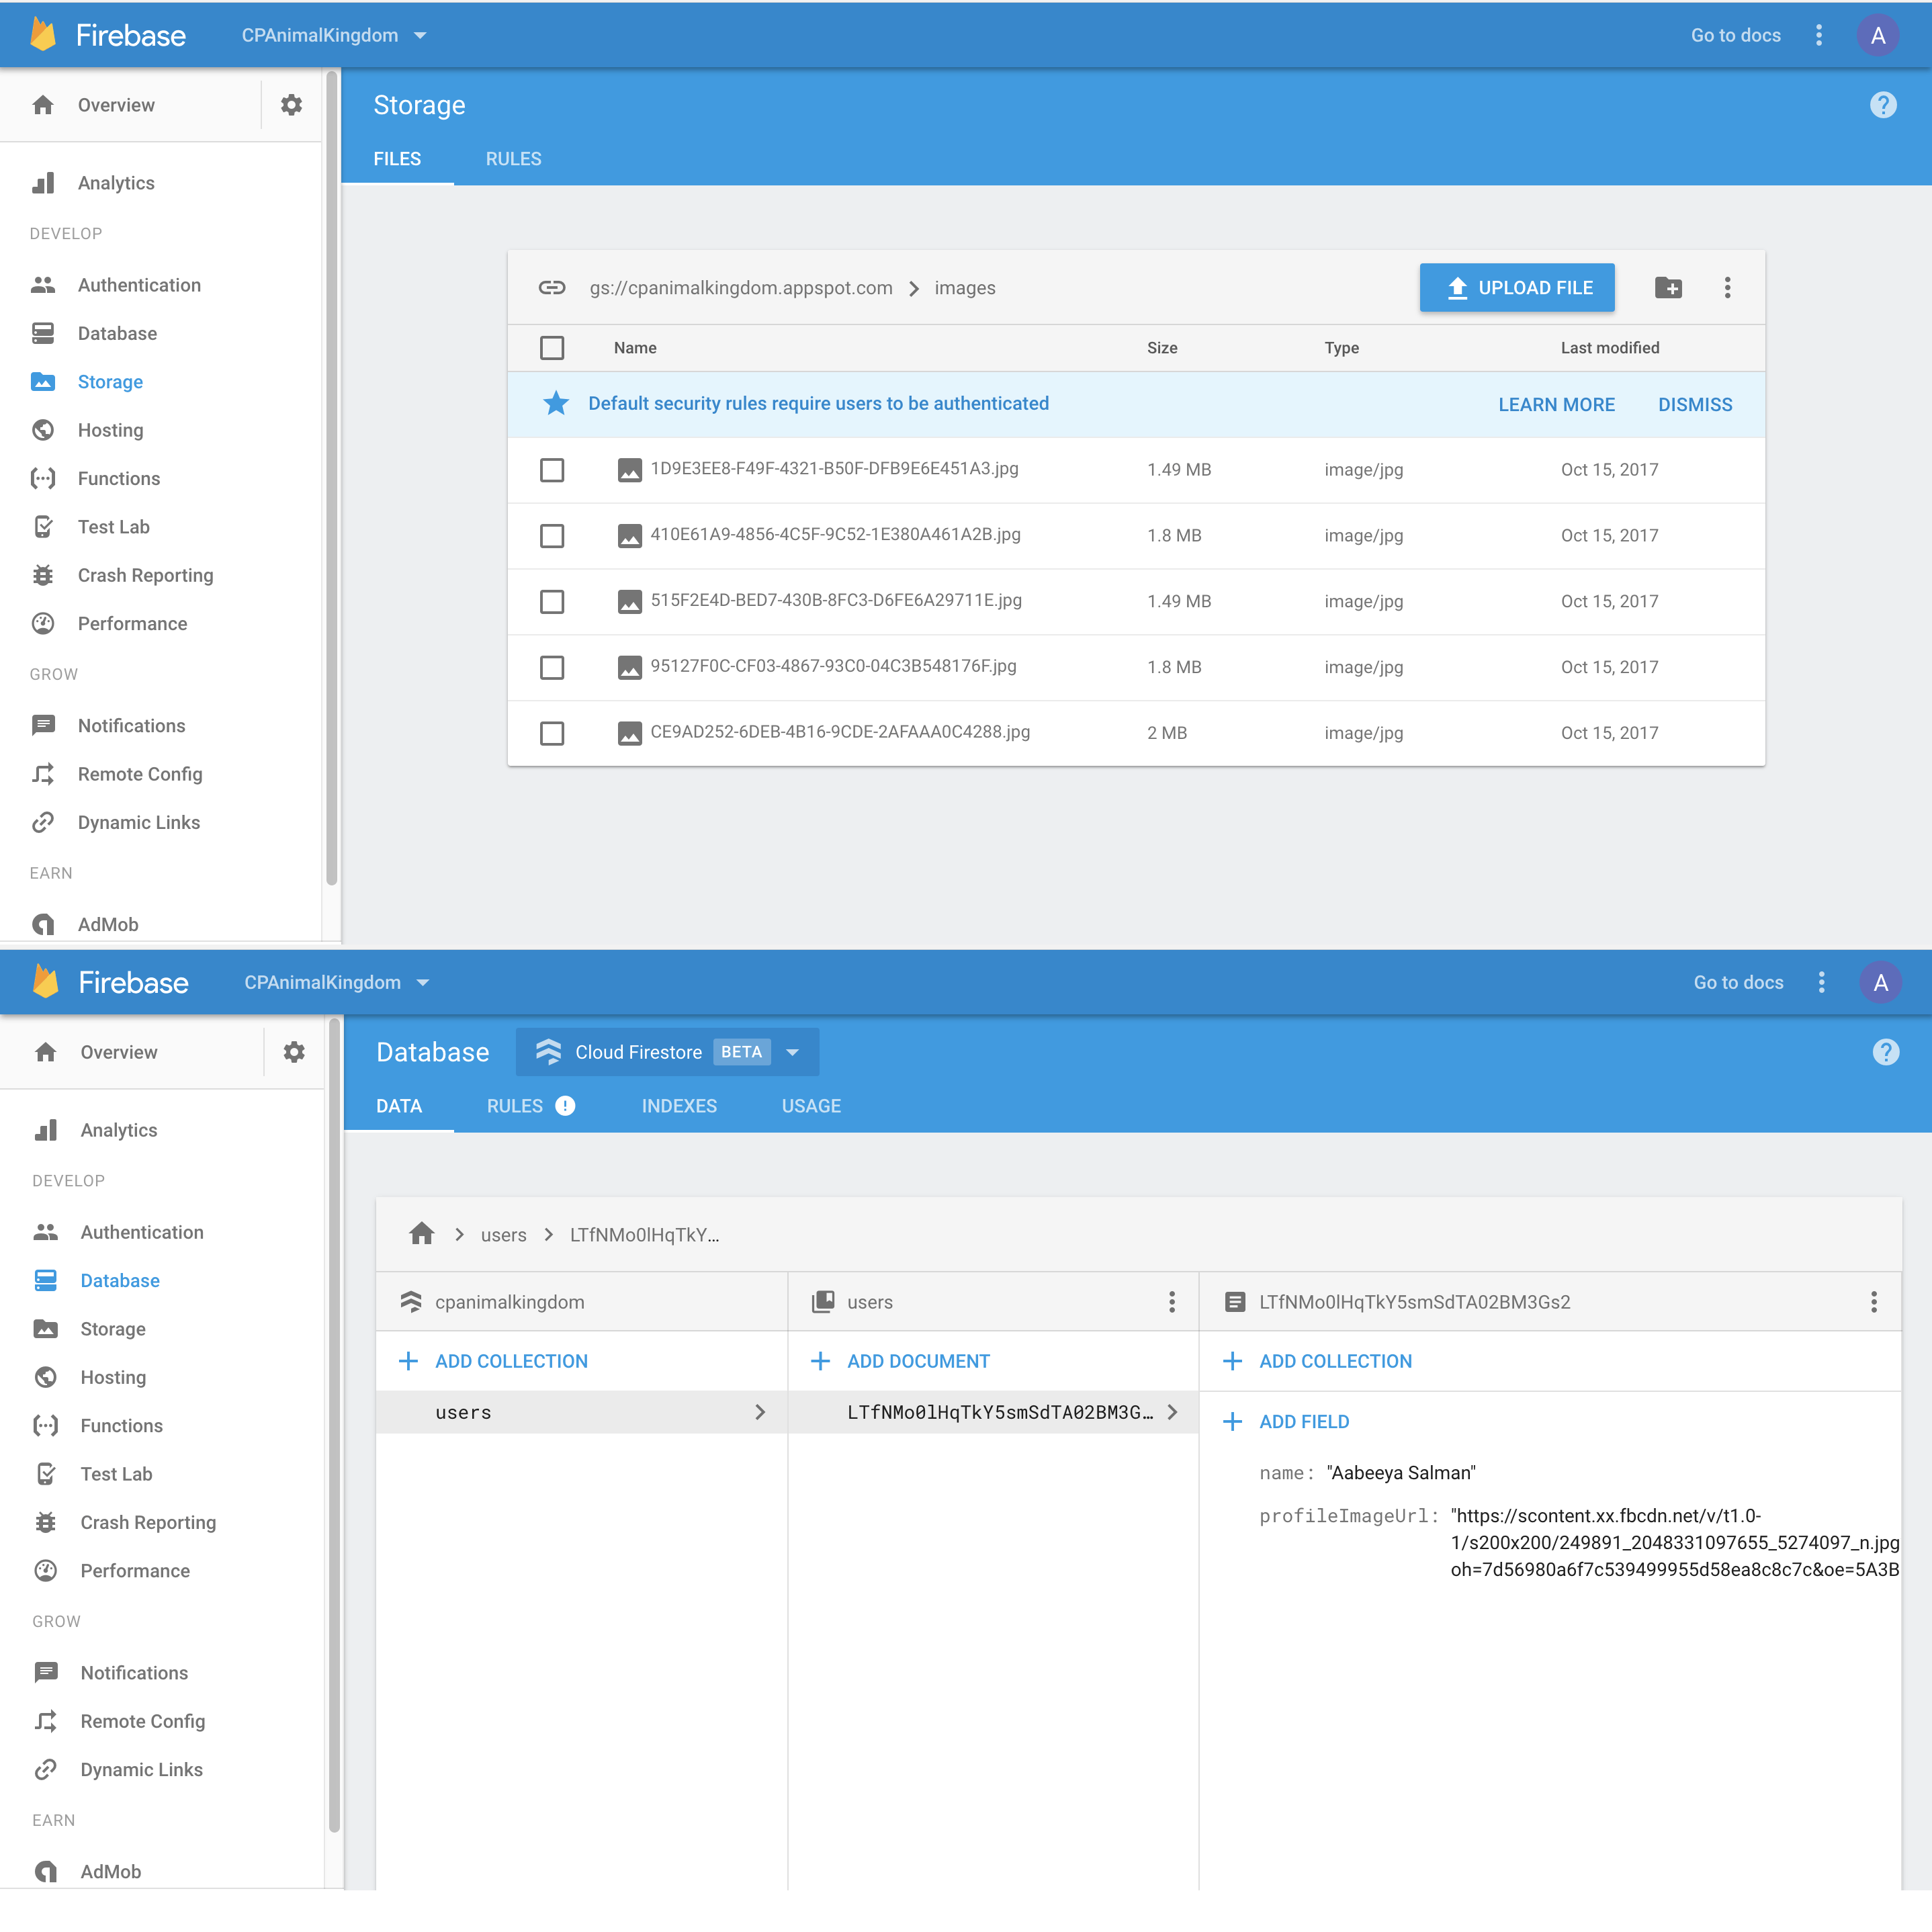 Firebase CPAnimalKingdom Go to docs A
Overview
Analytics
DEVELOP
Authentication
Database
Storage
Hosting
Functions
Test Lab
Crash Reporting
Performance
GROW
Notifications
Remote Config
Dynamic Links
EARN
AdMob
Storage
FILES RULES
gs://cpanimalkingdom.appspot.com images UPLOAD FILE
Name Size Type Last modified
Default security rules require users to be authenticated LEARN MORE DISMISS
1D9E3EE8-F49F-4321-B50F-DFB9E6E451A3.jpg 1.49 MB image/jpg Oct 15, 2017
410E61A9-4856-4C5F-9C52-1E380A461A2B.jpg 1.8 MB image/jpg Oct 15, 2017
515F2E4D-BED7-430B-8FC3-D6FE6A29711E.jpg 1.49 MB image/jpg Oct 15, 2017
95127F0C-CF03-4867-93C0-04C3B548176F.jpg 1.8 MB image/jpg Oct 15, 2017
CE9AD252-6DEB-4B16-9CDE-2AFAAA0C4288.jpg 2 MB image/jpg Oct 15, 2017
Firebase CPAnimalKingdom Go to docs A
Overview
Analytics
DEVELOP
Authentication
Database
Storage
Hosting
Functions
Test Lab
Crash Reporting
Performance
GROW
Notifications
Remote Config
Dynamic Links
EARN
AdMob
Database Cloud Firestore BETA
DATA RULES INDEXES USAGE
users LTfNMo0lHqTkY...
cpanimalkingdom users LTfNMo0lHqTkY5smSdTA02BM3Gs2
ADD COLLECTION ADD DOCUMENT ADD COLLECTION
users LTfNMo0lHqTkY5smSdTA02BM3G... ADD FIELD
name: "Aabeeya Salman"
profileImageUrl: "https://scontent.xx.fbcdn.net/v/t1.0-
1/s200x200/249891_2048331097655_5274097_n.jpg
oh=7d56980a6f7c539499955d58ea8c8c7c&oe=5A3B